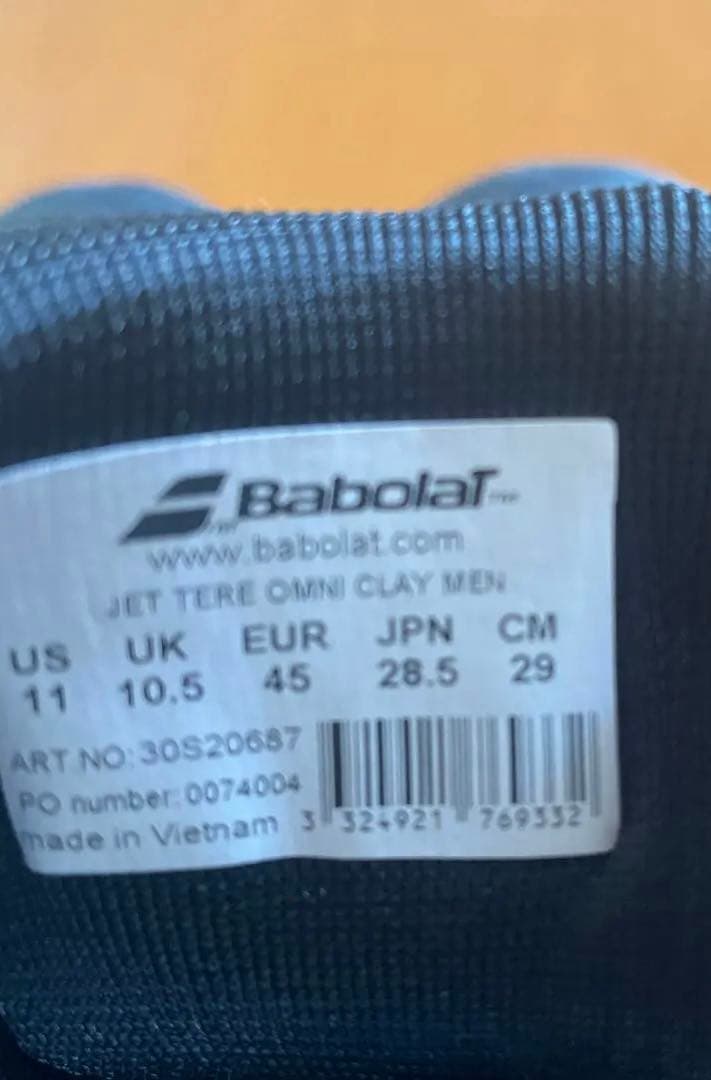 Babolat™
www.babolat.com
JET TERE OMNI CLAY MEN
US UK EUR JPN CM
11 10.5 45 28.5 29
ART NO:30S20687
PO number:0074004
made in Vietnam
3 324921 769332